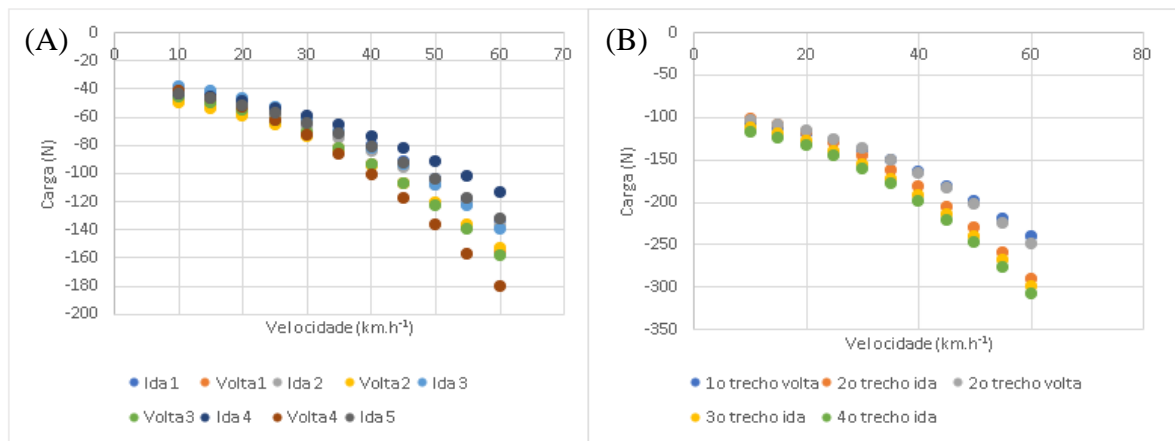 (A)
0
0 10 20 30 40 50 60 70
-20
-40
-60
-80
-100
-120
-140
-160
-180
-200
Carga (N)
Velocidade (km.h⁻¹)
Ida 1 Volta1 Ida 2 Volta2 Ida 3
Volta3 Ida 4 Volta4 Ida 5
(B)
0
0 20 40 60 80
-50
-100
-150
-200
-250
-300
-350
Carga (N)
Velocidade (km.h⁻¹)
1o trecho volta 2o trecho ida 2o trecho volta
3o trecho ida 4o trecho ida